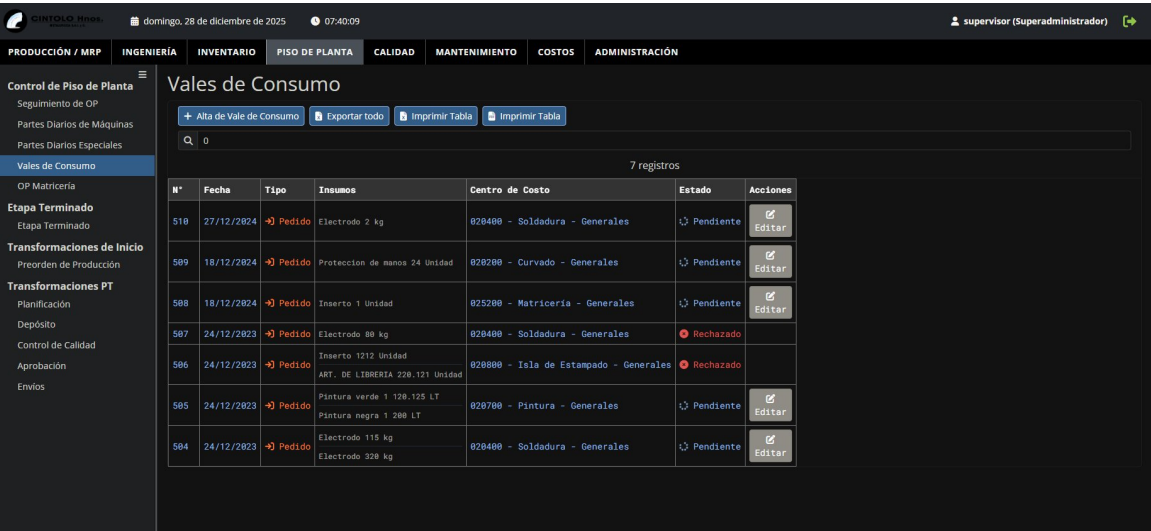 CINTOLO Hnos.
domingo, 28 de diciembre de 2025
07:40:09
supervisor (Superadministrador)
PRODUCCIÓN / MRP INGENIERÍA INVENTARIO PISO DE PLANTA CALIDAD MANTENIMIENTO COSTOS ADMINISTRACIÓN
Control de Piso de Planta
Seguimiento de OP
Partes Diarios de Máquinas
Partes Diarios Especiales
Vales de Consumo
OP Matricería
Etapa Terminado
Etapa Terminado
Transformaciones de Inicio
Preorden de Producción
Transformaciones PT
Planificación
Depósito
Control de Calidad
Aprobación
Envíos
Vales de Consumo
+ Alta de Vale de Consumo Exportar todo Imprimir Tabla Imprimir Tabla
0
7 registros
N° Fecha Tipo Insumos Centro de Costo Estado Acciones
510 27/12/2024 Pedido Electrodo 2 kg 020400 - Soldadura - Generales Pendiente Editar
509 18/12/2024 Pedido Proteccion de manos 24 Unidad 020200 - Curvado - Generales Pendiente Editar
508 18/12/2024 Pedido Inserto 1 Unidad 025200 - Matricería - Generales Pendiente Editar
507 24/12/2023 Pedido Electrodo 80 kg 020400 - Soldadura - Generales Rechazado
506 24/12/2023 Pedido Inserto 1212 Unidad
ART. DE LIBRERIA 220.121 Unidad 020800 - Isla de Estampado - Generales Rechazado
505 24/12/2023 Pedido Pintura verde 1 120.125 LT
Pintura negra 1 200 LT 020700 - Pintura - Generales Pendiente Editar
504 24/12/2023 Pedido Electrodo 115 kg
Electrodo 320 kg 020400 - Soldadura - Generales Pendiente Editar